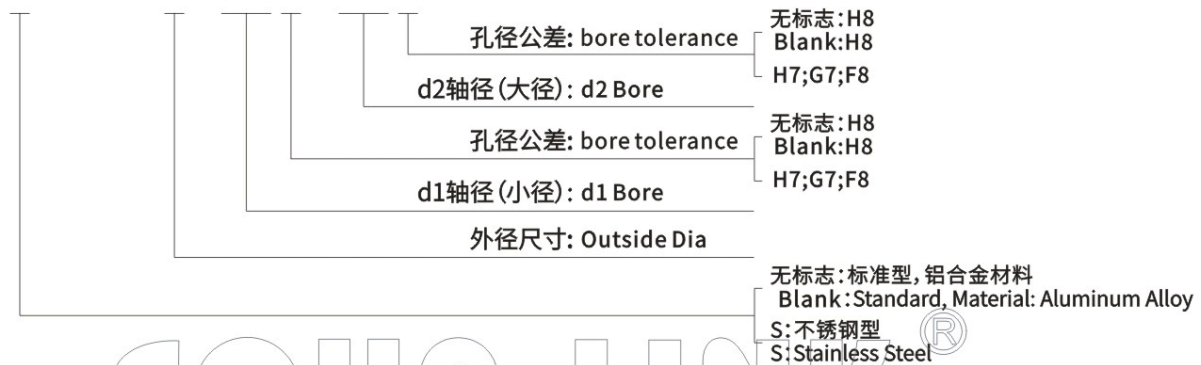 孔径公差: bore tolerance
无标志:H8
Blank:H8
H7;G7;F8
d2轴径(大径): d2 Bore
孔径公差: bore tolerance
无标志:H8
Blank:H8
H7;G7;F8
d1轴径(小径): d1 Bore
外径尺寸: Outside Dia
无标志:标准型,铝合金材料
Blank:Standard, Material: Aluminum Alloy
S:不锈钢型
S:Stainless Steel
®